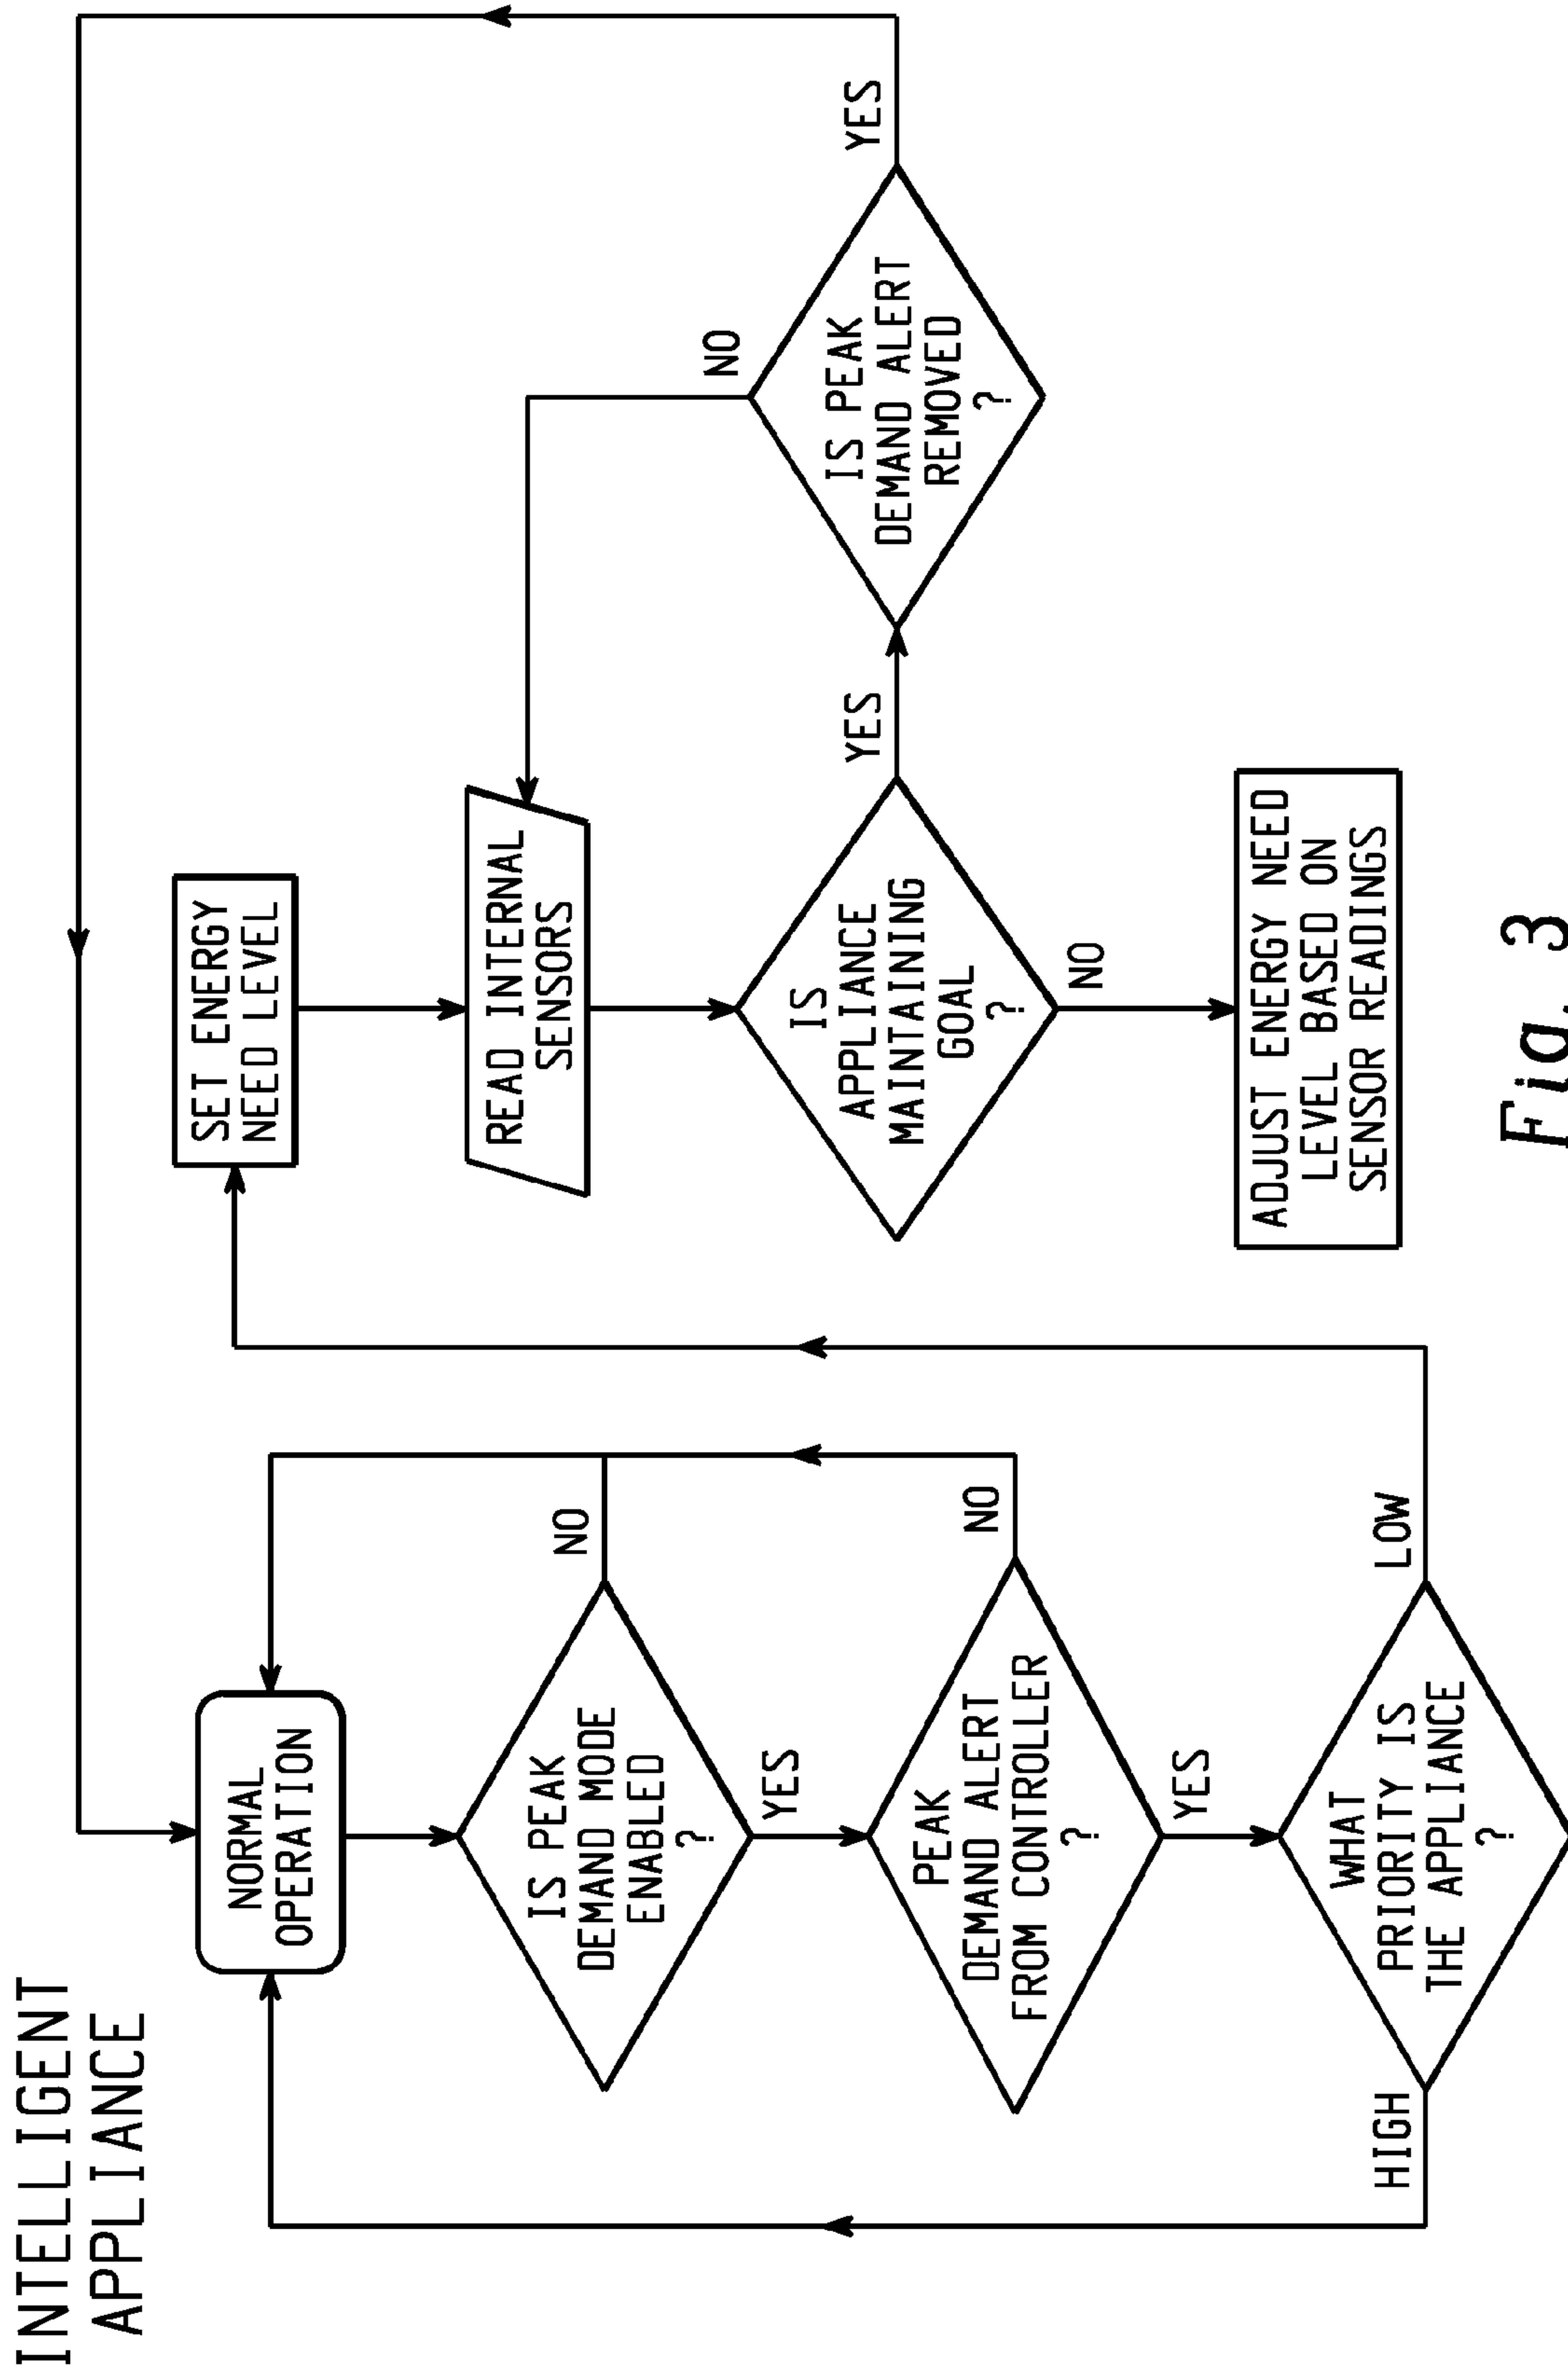 INTELLIGENT
APPLIANCE
NORMAL
OPERATION
IS PEAK
DEMAND MODE
ENABLED
?
NO
YES
PEAK
DEMAND ALERT
FROM CONTROLLER
?
NO
YES
WHAT
PRIORITY IS
THE APPLIANCE
?
HIGH
LOW
SET ENERGY
NEED LEVEL
READ INTERNAL
SENSORS
IS
APPLIANCE
MAINTAINING
GOAL
?
YES
NO
ADJUST ENERGY NEED
LEVEL BASED ON
SENSOR READINGS
IS PEAK
DEMAND ALERT
REMOVED
?
NO
YES
Fig. 3